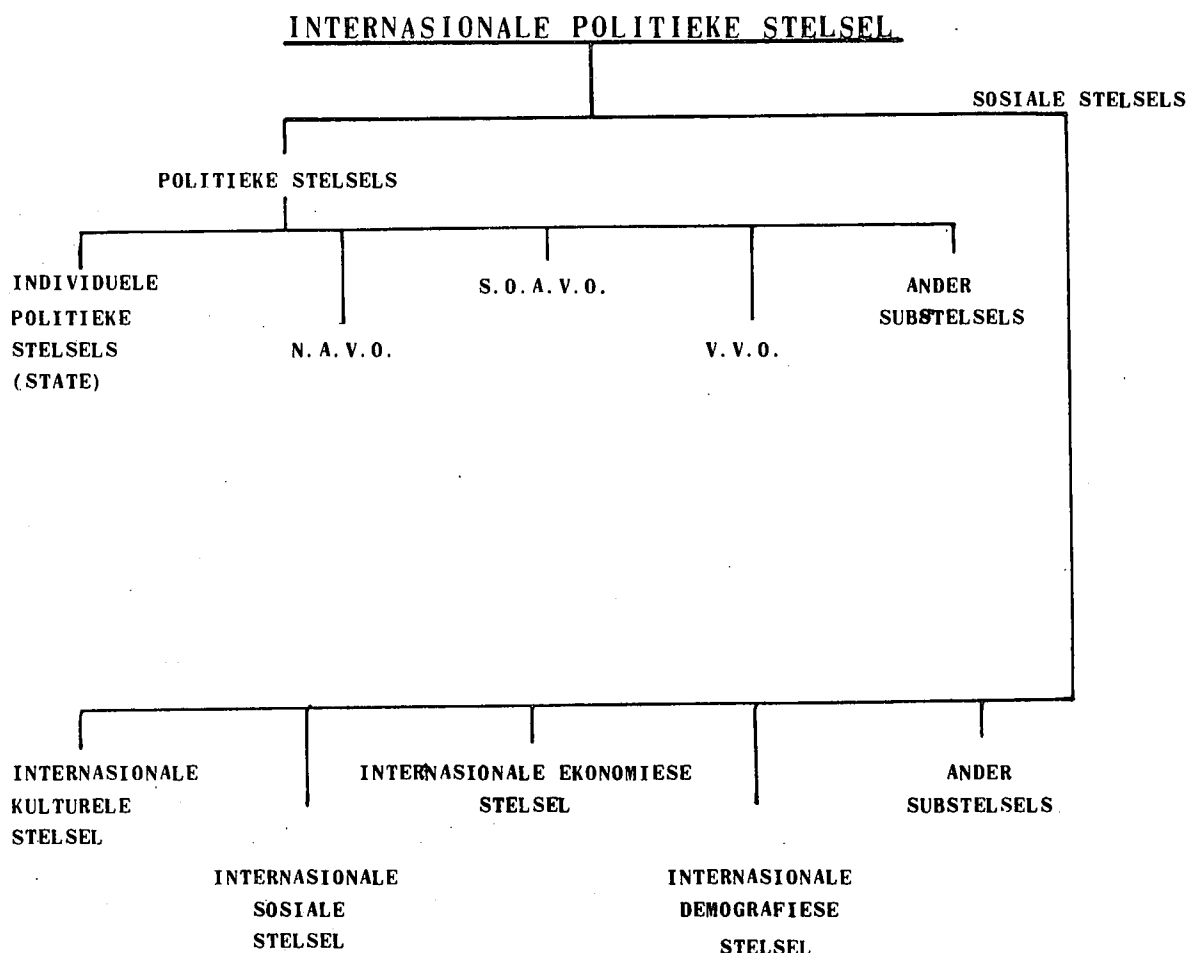 INTERNASIONALE POLITIEKE STELSEL
SOSIALE STELSELS
POLITIEKE STELSELS
INDIVIDUELE
POLITIEKE
STELSELS
(STATE)
N.A.V.O.
S.O.A.V.O.
V.V.O.
ANDER
SUBSTELSELS
INTERNASIONALE
KULTURELE
STELSEL
INTERNASIONALE
SOSIALE
STELSEL
INTERNASIONALE EKONOMIESE
STELSEL
INTERNASIONALE
DEMOGRAFIESE
STELSEL
ANDER
SUBSTELSELS